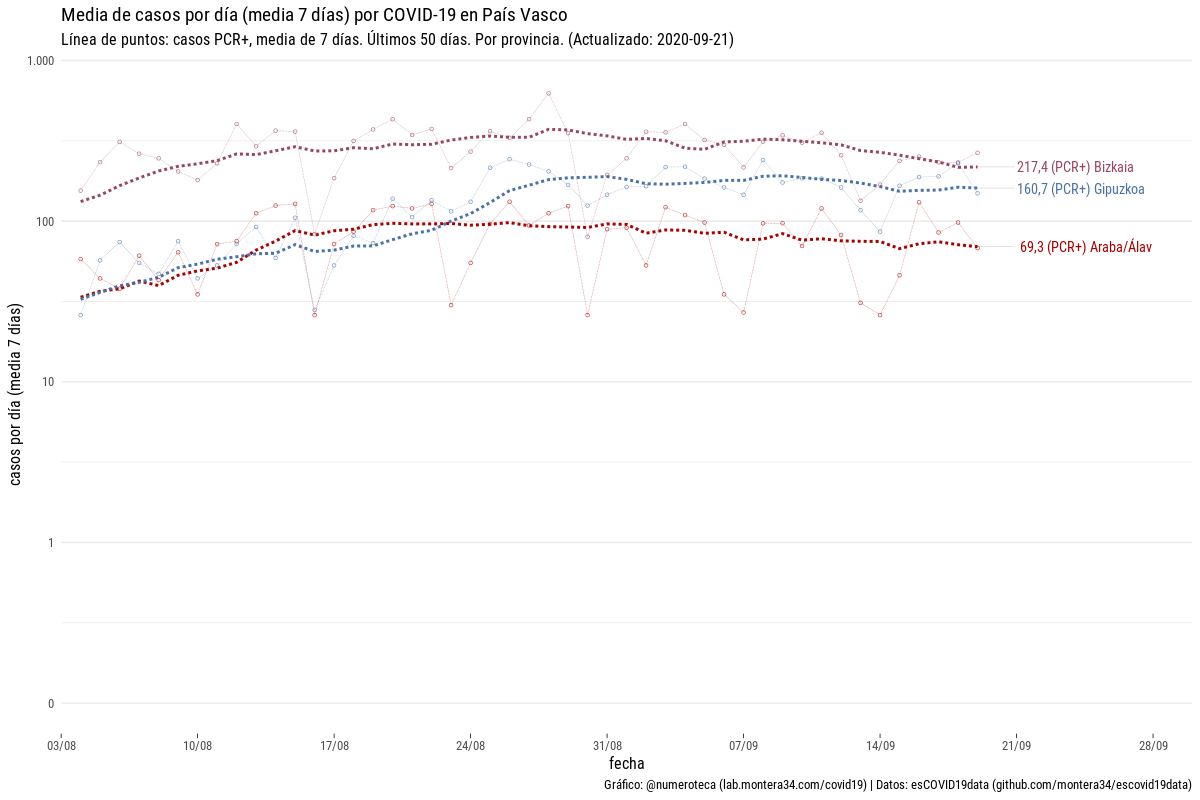 Media de casos por día (media 7 días) por COVID-19 en País Vasco
Línea de puntos: casos PCR+, media de 7 días. Últimos 50 días. Por provincia. (Actualizado: 2020-09-21)
1.000
100
10
1
0
casos por día (media 7 días)
217,4 (PCR+) Bizkaia
160,7 (PCR+) Gipuzkoa
69,3 (PCR+) Araba/Álav
03/08 10/08 17/08 24/08 31/08 07/09 14/09 21/09 28/09
fecha
Gráfico: @numeroteca (lab.montera34.com/covid19) | Datos: esCOVID19data (github.com/montera34/escovid19data)